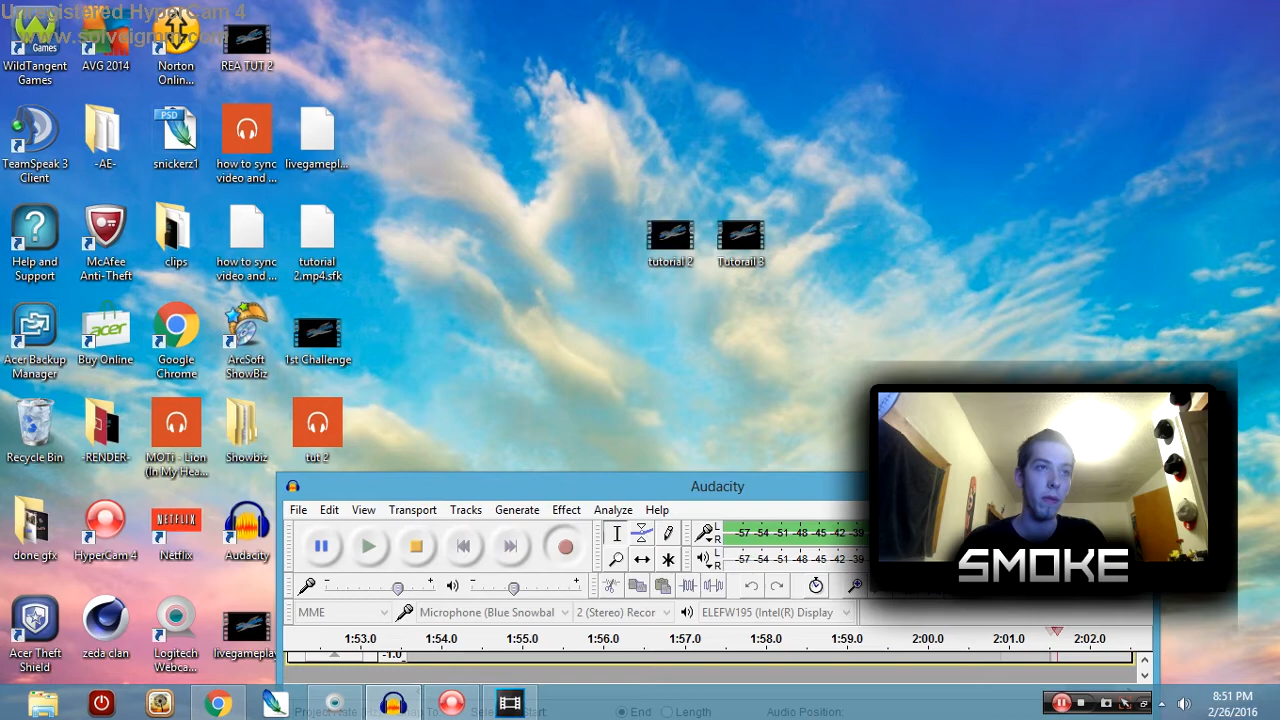 Unregistered HyperCam 4
www.solveigmm.com
WildTangent
Games
AVG 2014
Norton
Online...
REA TUT 2
TeamSpeak 3
Client
-AE-
PSD
snickerz1
how to sync
video and ...
livegamepl...
Help and
Support
McAfee
Anti-Theft
clips
how to sync
video and ...
tutorial
2.mp4.sfk
tutorial 2
Tutorail 3
Acer Backup
Manager
acer
Buy Online
Google
Chrome
ArcSoft
ShowBiz
1st Challenge
Recycle Bin
-RENDER-
MOTi - Lion
(In My Hea...
Showbiz
tut 2
done gfx
HyperCam 4
NETFLIX
Netflix
Audacity
Acer Theft
Shield
zeda clan
Logitech
Webca...
livegamepla
Audacity
File Edit View Transport Tracks Generate Effect Analyze Help
L
R
-57 -54 -51 -48 -45 -42 -39
L
R
-57 -54 -51 -48 -45 -42 -39
MME
Microphone (Blue Snowbal
2 (Stereo) Recor
ELEFW195 (Intel(R) Display
1:53.0 1:54.0 1:55.0 1:56.0 1:57.0 1:58.0 1:59.0 2:00.0 2:01.0 2:02.0
-1.0
SMOKE
Project Rate
Start:
End
Length
Audio Position:
8:51 PM
2/26/2016